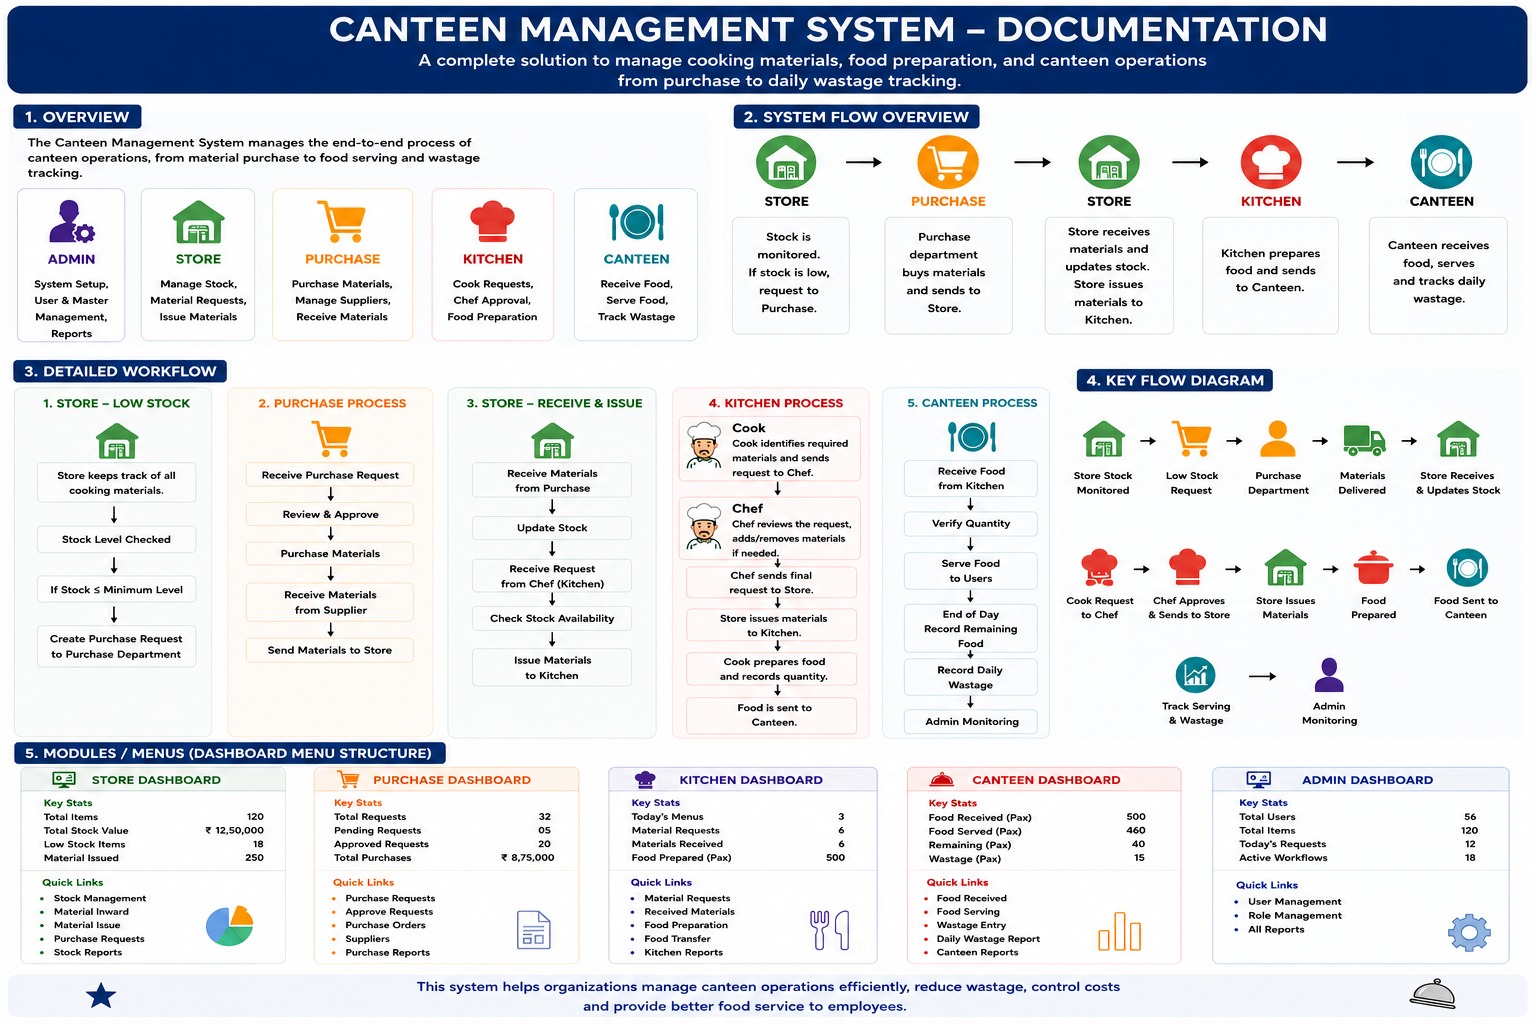 CANTEEN MANAGEMENT SYSTEM – DOCUMENTATION
A complete solution to manage cooking materials, food preparation, and canteen operations
from purchase to daily wastage tracking.
1. OVERVIEW
The Canteen Management System manages the end-to-end process of
canteen operations, from material purchase to food serving and wastage
tracking.
ADMIN
System Setup,
User & Master
Management,
Reports
STORE
Manage Stock,
Material Requests,
Issue Materials
PURCHASE
Purchase Materials,
Manage Suppliers,
Receive Materials
KITCHEN
Cook Requests,
Chef Approval,
Food Preparation
CANTEEN
Receive Food,
Serve Food,
Track Wastage
2. SYSTEM FLOW OVERVIEW
STORE
Stock is
monitored.
If stock is low,
request to
Purchase.
PURCHASE
Purchase
department
buys materials
and sends to
Store.
STORE
Store receives
materials and
updates stock.
Store issues
materials to
Kitchen.
KITCHEN
Kitchen prepares
food and sends
to Canteen.
CANTEEN
Canteen receives
food, serves
and tracks daily
wastage.
3. DETAILED WORKFLOW
1. STORE – LOW STOCK
Store keeps track of all
cooking materials.
Stock Level Checked
If Stock ≤ Minimum Level
Create Purchase Request
to Purchase Department
2. PURCHASE PROCESS
Receive Purchase Request
Review & Approve
Purchase Materials
Receive Materials
from Supplier
Send Materials to Store
3. STORE – RECEIVE & ISSUE
Receive Materials
from Purchase
Update Stock
Receive Request
from Chef (Kitchen)
Check Stock Availability
Issue Materials
to Kitchen
4. KITCHEN PROCESS
Cook
Cook identifies required
materials and sends
request to Chef.
Chef
Chef reviews the request,
adds/removes materials
if needed.
Chef sends final
request to Store.
Store issues materials
to Kitchen.
Cook prepares food
and records quantity.
Food is sent to
Canteen.
5. CANTEEN PROCESS
Receive Food
from Kitchen
Verify Quantity
Serve Food
to Users
End of Day
Record Remaining
Food
Record Daily
Wastage
Admin Monitoring
4. KEY FLOW DIAGRAM
Store Stock
Monitored
Low Stock
Request
Purchase
Department
Materials
Delivered
Store Receives
& Updates Stock
Cook Request
to Chef
Chef Approves
& Sends to Store
Store Issues
Materials
Food
Prepared
Food Sent to
Canteen
Track Serving
& Wastage
Admin
Monitoring
5. MODULES / MENUS (DASHBOARD MENU STRUCTURE)
STORE DASHBOARD
Key Stats
Total Items 120
Total Stock Value ₹ 12,50,000
Low Stock Items 18
Material Issued 250
Quick Links
• Stock Management
• Material Inward
• Material Issue
• Purchase Requests
• Stock Reports
PURCHASE DASHBOARD
Key Stats
Total Requests 32
Pending Requests 05
Approved Requests 20
Total Purchases ₹ 8,75,000
Quick Links
• Purchase Requests
• Approve Requests
• Purchase Orders
• Suppliers
• Purchase Reports
KITCHEN DASHBOARD
Key Stats
Today's Menus 3
Material Requests 6
Materials Received 6
Food Prepared (Pax) 500
Quick Links
• Material Requests
• Received Materials
• Food Preparation
• Food Transfer
• Kitchen Reports
CANTEEN DASHBOARD
Key Stats
Food Received (Pax) 500
Food Served (Pax) 460
Remaining (Pax) 40
Wastage (Pax) 15
Quick Links
• Food Received
• Food Serving
• Wastage Entry
• Daily Wastage Report
• Canteen Reports
ADMIN DASHBOARD
Key Stats
Total Users 56
Total Items 120
Today's Requests 12
Active Workflows 18
Quick Links
• User Management
• Role Management
• All Reports
This system helps organizations manage canteen operations efficiently, reduce wastage, control costs
and provide better food service to employees.